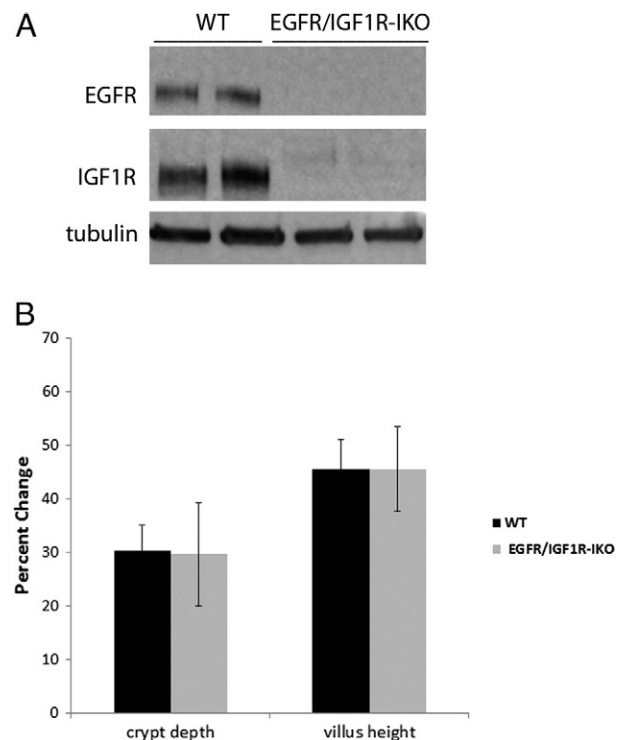 A
WT EGFR/IGF1R-IKO
EGFR
IGF1R
tubulin
B
70
60
50
40
30
20
10
0
Percent Change
crypt depth villus height
WT
EGFR/IGF1R-IKO